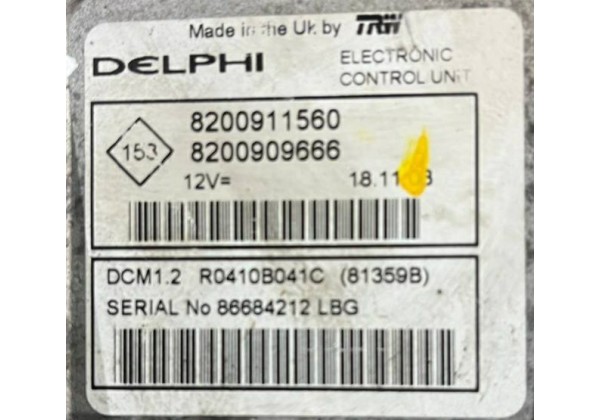 Made in the Uk by TRW
DELPHI
ELECTRONIC
CONTROL UNIT
153
8200911560
8200909666
12V=
DCM1.2 R0410B041C (81359B)
SERIAL No 86684212 LBG